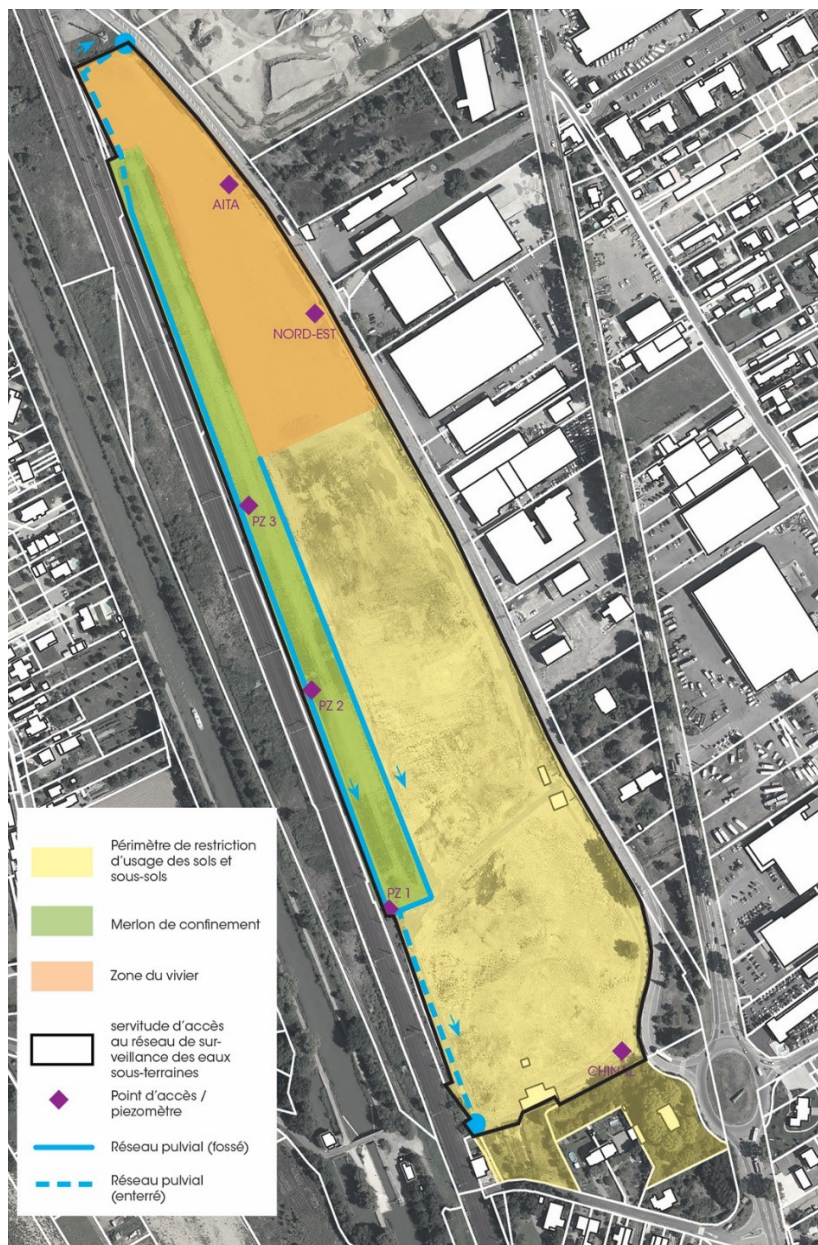 AITA
NORD-EST
PZ 3
PZ 2
PZ 1
Périmètre de restriction
d'usage des sols et
sous-sols
Merlon de confinement
Zone du vivier
servitude d'accès
au réseau de sur-
veillance des eaux
sous-terraines
Point d'accès /
piezomètre
Réseau pulvial (fossé)
Réseau pulvial
(enterré)